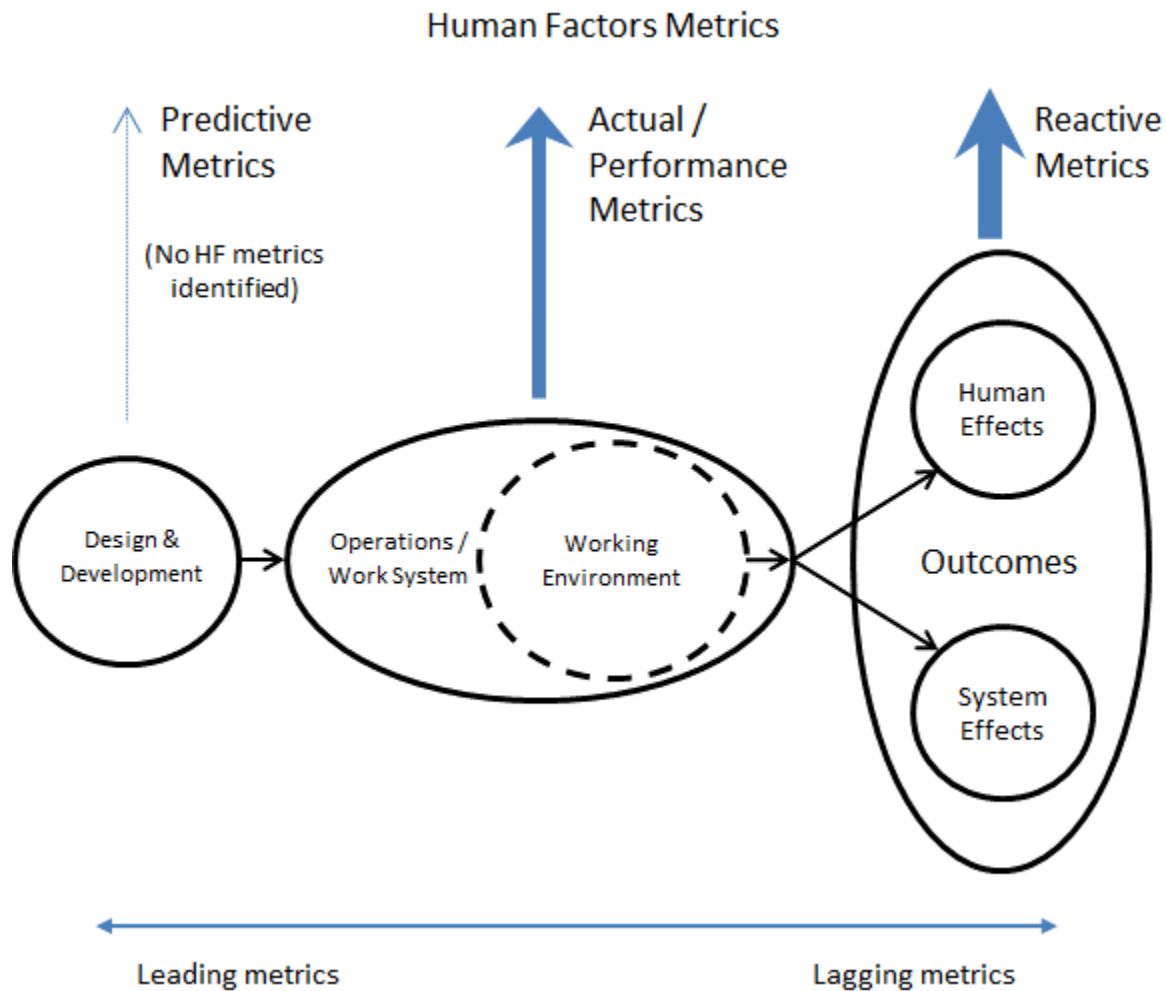 Human Factors Metrics
Predictive
Metrics
(No HF metrics
identified)
Actual /
Performance
Metrics
Reactive
Metrics
Design &
Development
Operations /
Work System
Working
Environment
Human
Effects
Outcomes
System
Effects
Leading metrics
Lagging metrics